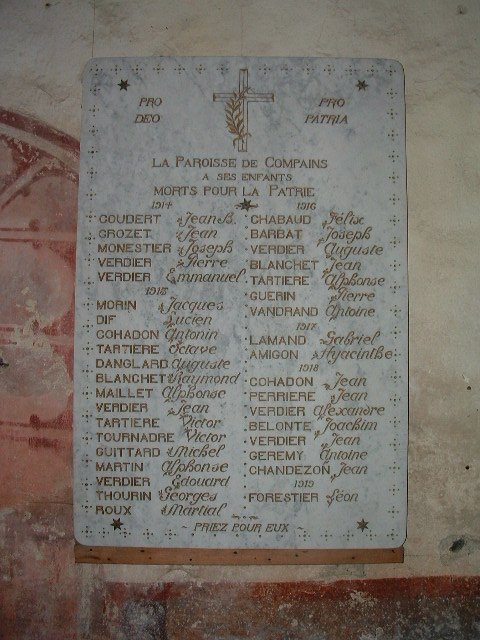 PRO DEO
PRO PATRIA
LA PAROISSE DE COMPAINS
A SES ENFANTS
MORTS POUR LA PATRIE
1914
COUDERT Jean B.
CROZET Jean
MONESTIER Joseph
VERDIER Pierre
VERDIER Emmanuel
1915
MORIN Jacques
DIF Lucien
COHADON Antonin
TARTIERE Octave
DANGLARD Auguste
BLANCHET Raymond
MAILLET Alphonse
VERDIER Jean
TARTIERE Victor
TOURNADRE Victor
GUITTARD Michel
MARTIN Alphonse
VERDIER Edouard
THOURIN Georges
ROUX Martial
1916
CHABAUD Félix
BARBAT Joseph
VERDIER Auguste
BLANCHET Jean
TARTIERE Alphonse
GUERIN Pierre
VANDRAND Antoine
1917
LAMAND Gabriel
AMIGON Hyacinthe
1918
COHADON Jean
PERRIERE Jean
VERDIER Alexandre
BELONTE Joachim
VERDIER Jean
GEREMY Antoine
CHANDEZON Jean
1919
FORESTIER Léon
PRIEZ POUR EUX